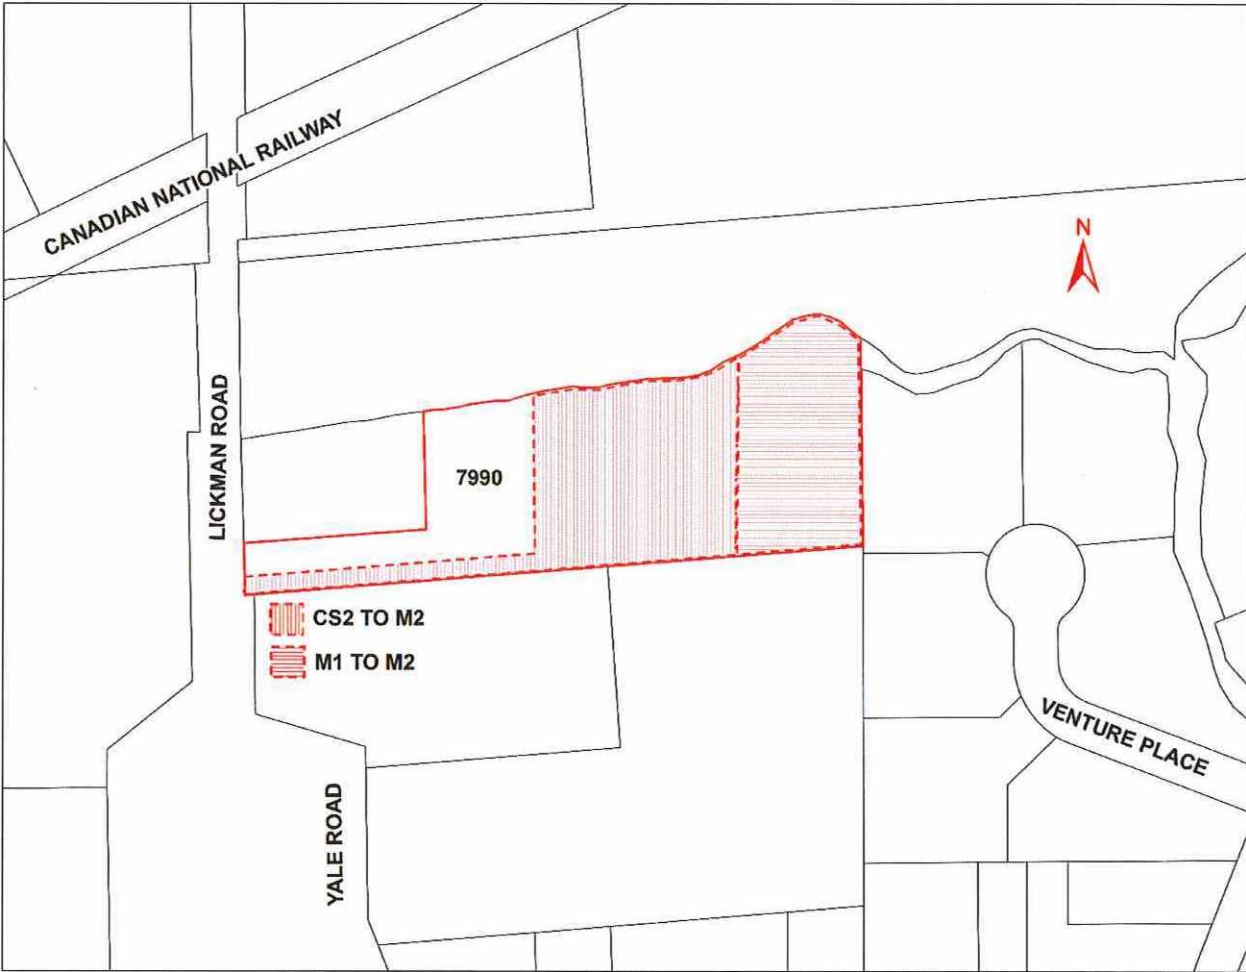 CANADIAN NATIONAL RAILWAY
N
LICKMAN ROAD
7990
CS2 TO M2
M1 TO M2
VENTURE PLACE
YALE ROAD